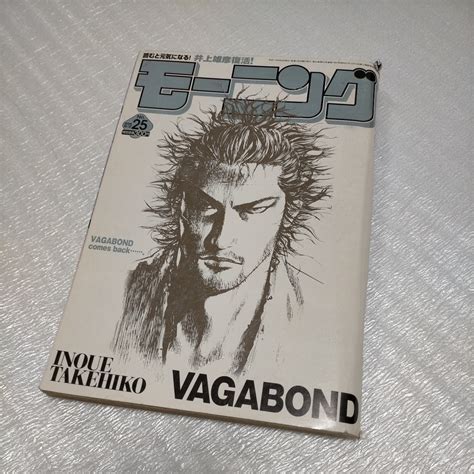 読むと元気になる! 井上雄彦復活!
モーニング
No.
25
VAGABOND
comes back......
INOUE
TAKEHIKO
VAGABOND